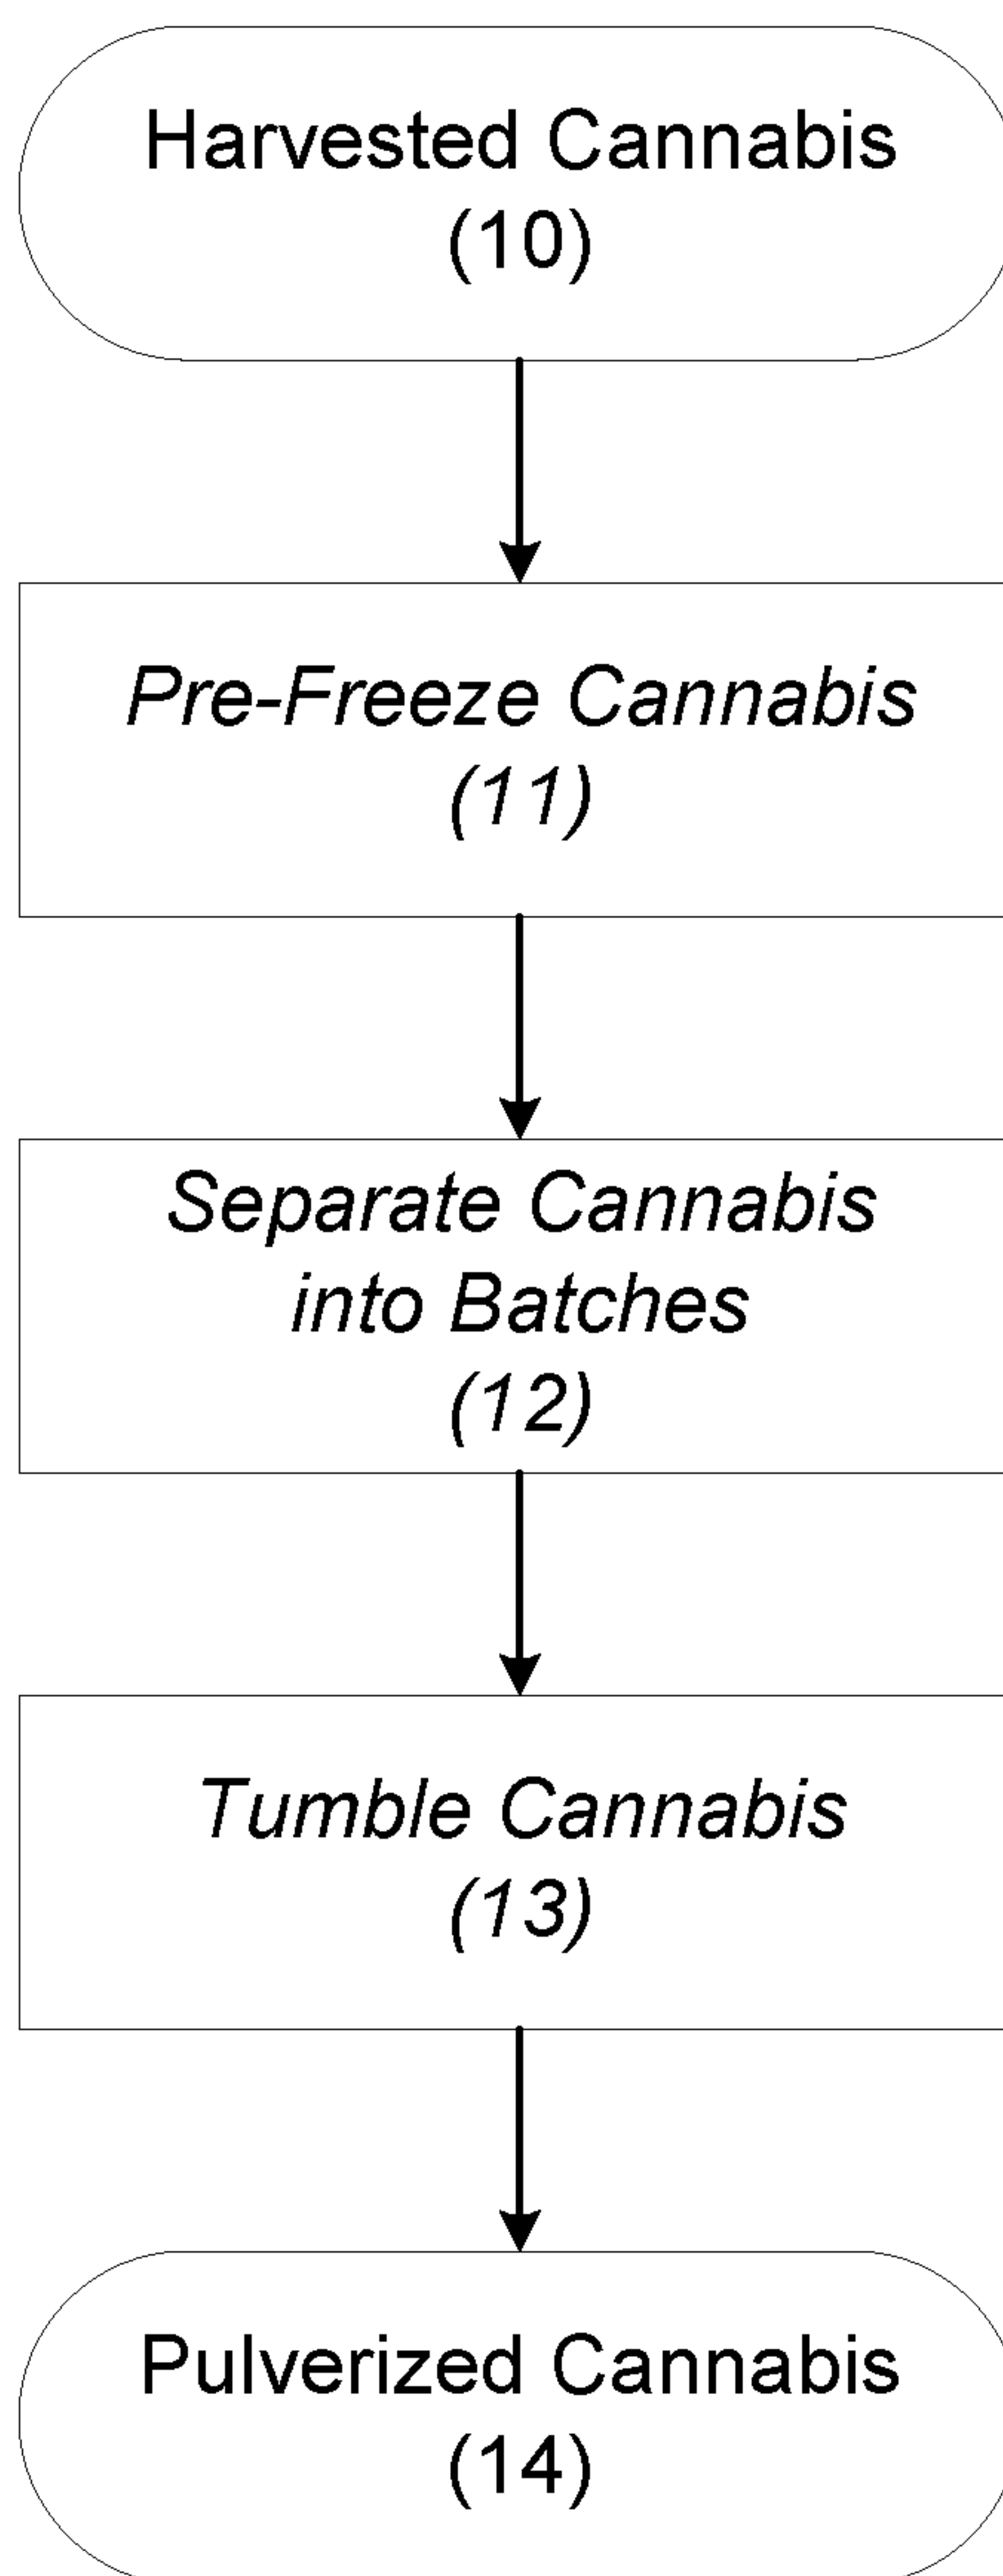 Harvested Cannabis
(10)
Pre-Freeze Cannabis
(11)
Separate Cannabis
into Batches
(12)
Tumble Cannabis
(13)
Pulverized Cannabis
(14)